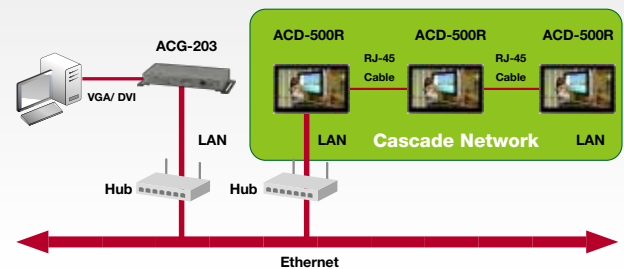 ACG-203
VGA/ DVI
LAN
Hub
ACD-500R
ACD-500R
ACD-500R
RJ-45
Cable
RJ-45
Cable
LAN
Cascade Network
LAN
Hub
Ethernet